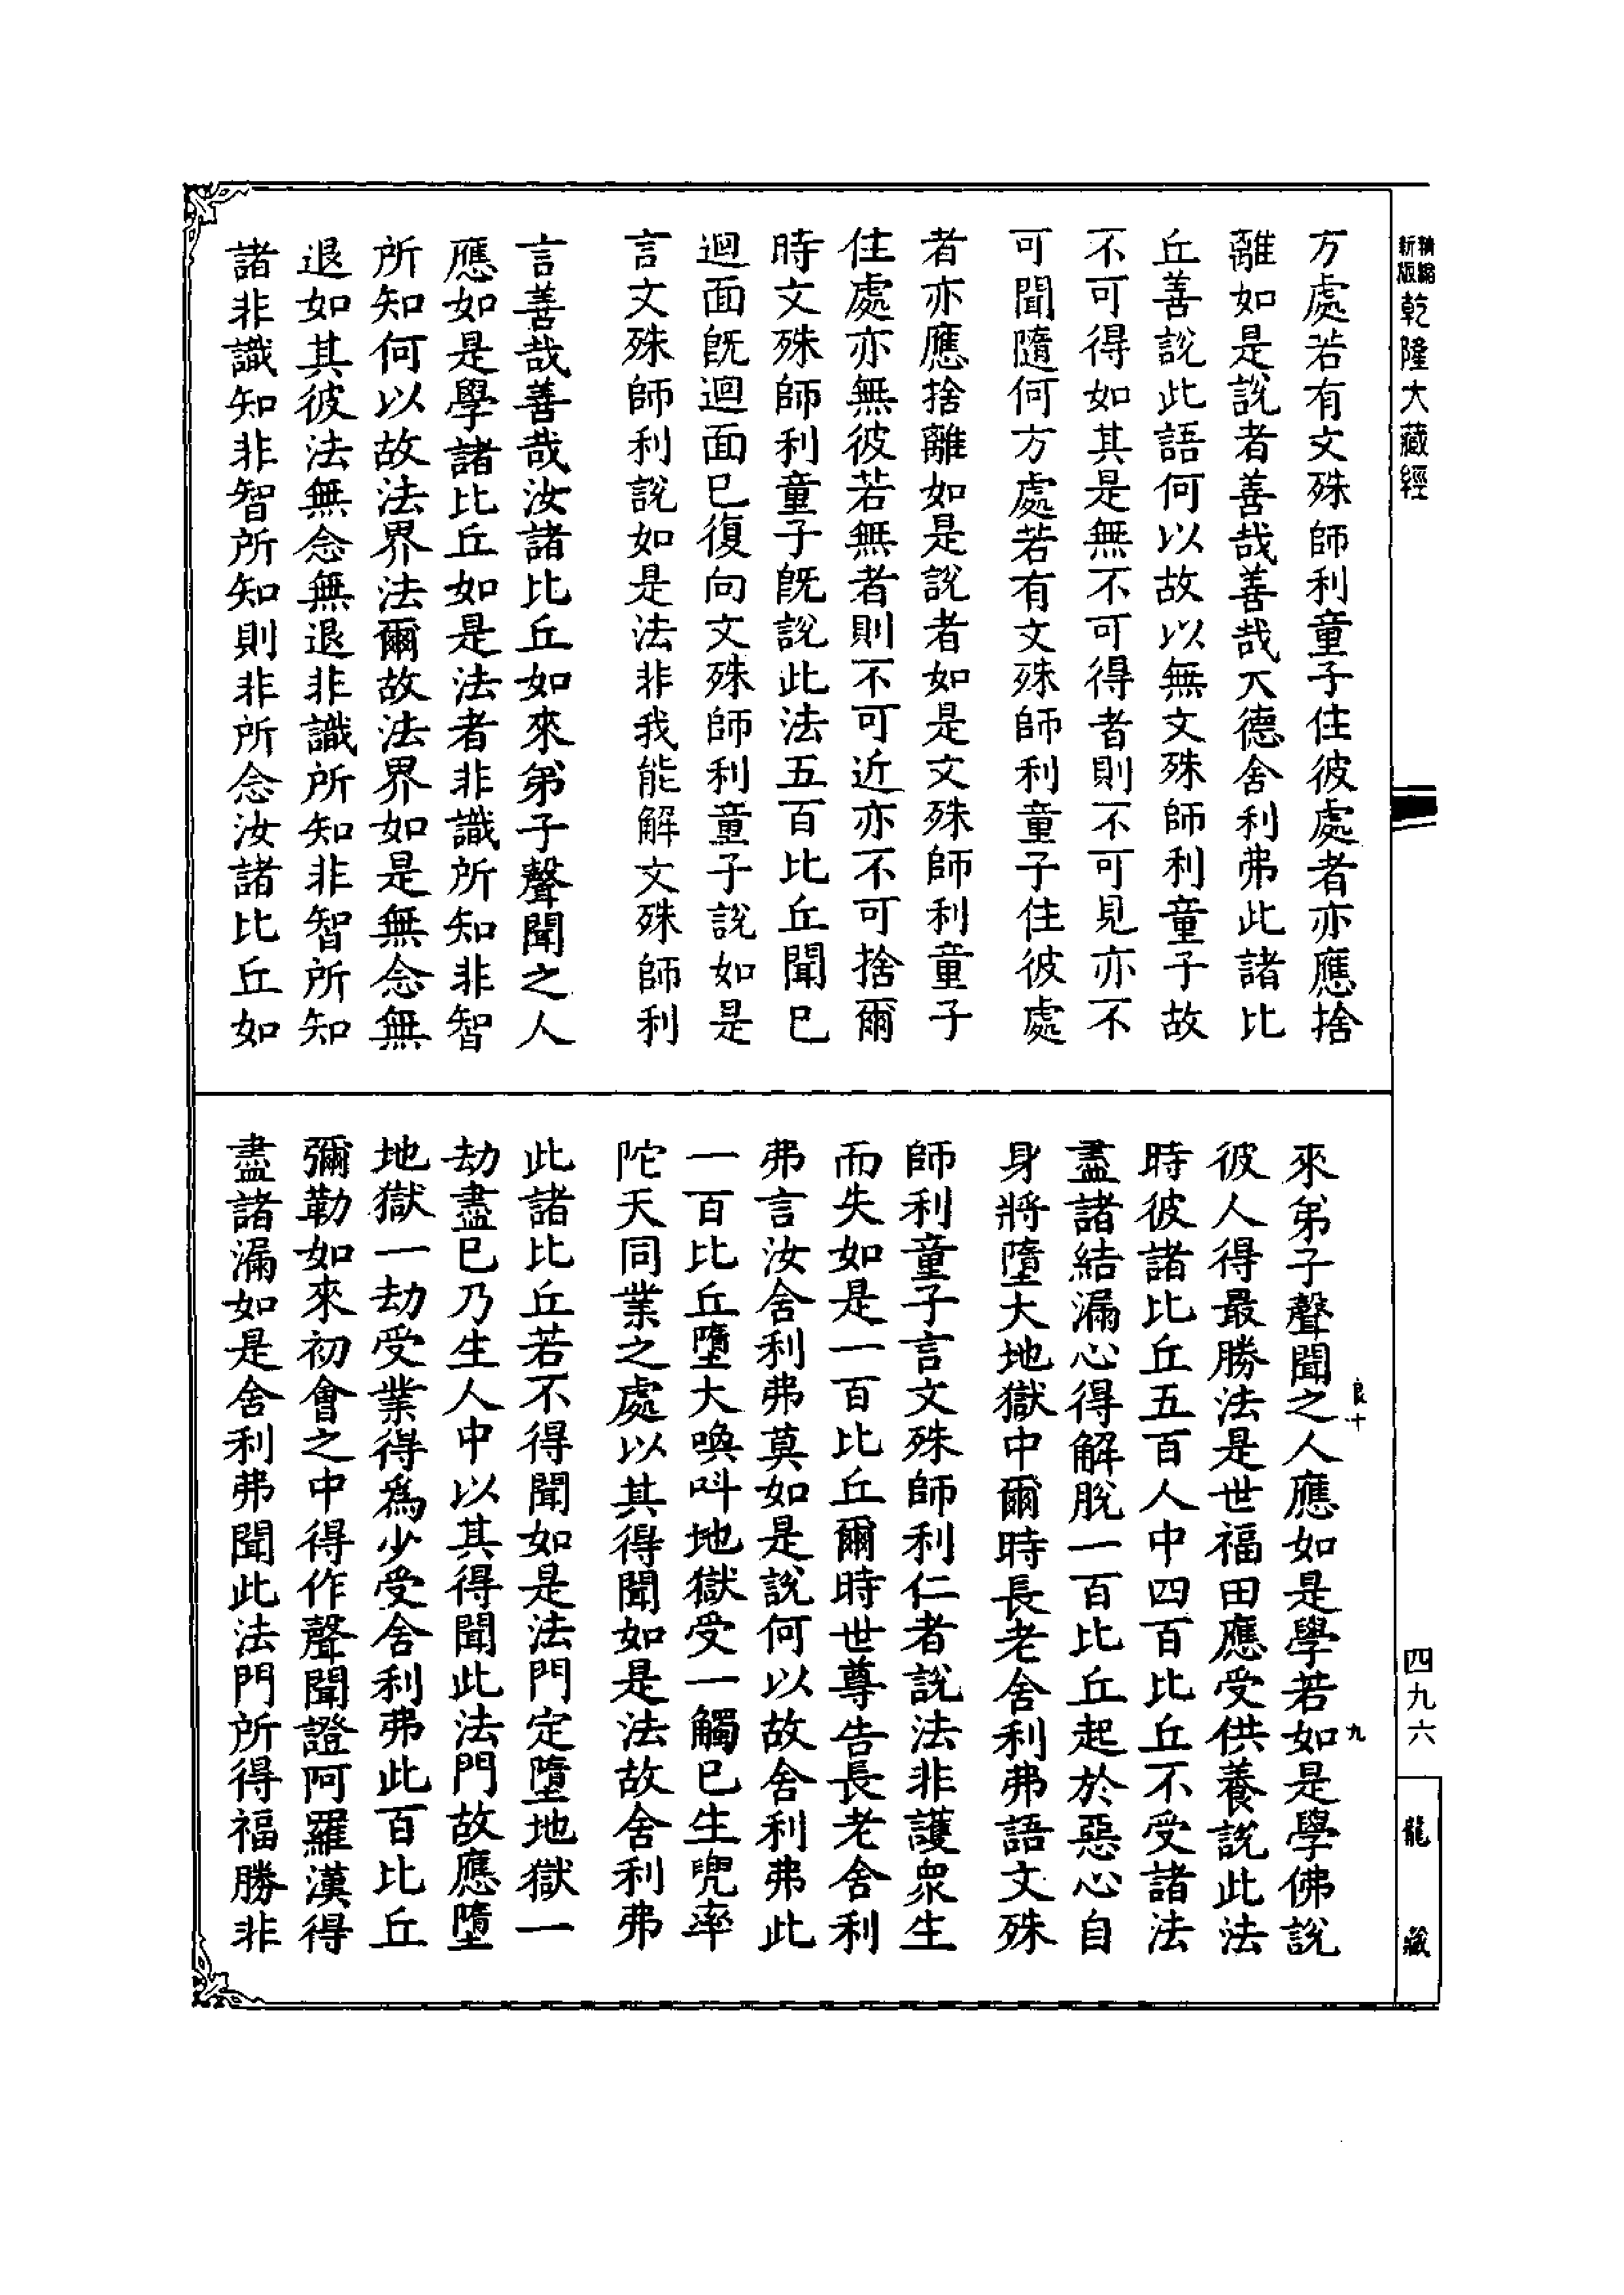 精縮新版乾隆大藏經
方處若有文殊師利童子住彼處者亦應捨
離如是說者善哉善哉大德舍利弗此諸比
丘善說此語何以故以無文殊師利童子故
不可得如其是無不可得者則不可見亦不
可聞隨何方處若有文殊師利童子住彼處
者亦應捨離如是說者如是文殊師利童子
住處亦無彼若無者則不可近亦不可捨爾
時文殊師利童子旣說此法五百比丘聞已
迴面旣迴面已復向文殊師利童子說如是
言文殊師利說如是法非我能解文殊師利
言善哉善哉汝諸比丘如來弟子聲聞之人
應如是學諸比丘如是法者非識所知非智
所知何以故法界法爾故法界如是無念無
退如其彼法無念無退非識所知非智所知
諸非識知非智所知則非所念汝諸比丘如
來弟子聲聞之人應如是學若如是學佛說
彼人得最勝法是世福田應受供養說此法
時彼諸比丘五百人中四百比丘不受諸法
盡諸結漏心得解脫一百比丘起於惡心自
身將墮大地獄中爾時長老舍利弗語文殊
師利童子言文殊師利仁者說法非護眾生
而失如是一百比丘爾時世尊告長老舍利
弗言汝舍利弗莫如是說何以故舍利弗此
一百比丘墮大喚叫地獄受一觸已生兜率
陀天同業之處以其得聞如是法故舍利弗
此諸比丘若不得聞如是法門定墮地獄一
劫盡已乃生人中以其得聞此法門故應墮
地獄一劫受業得為少受舍利弗此百比丘
彌勒如來初會之中得作聲聞證阿羅漢得
盡諸漏如是舍利弗聞此法門所得福勝非
良十
九
四九六
龍藏